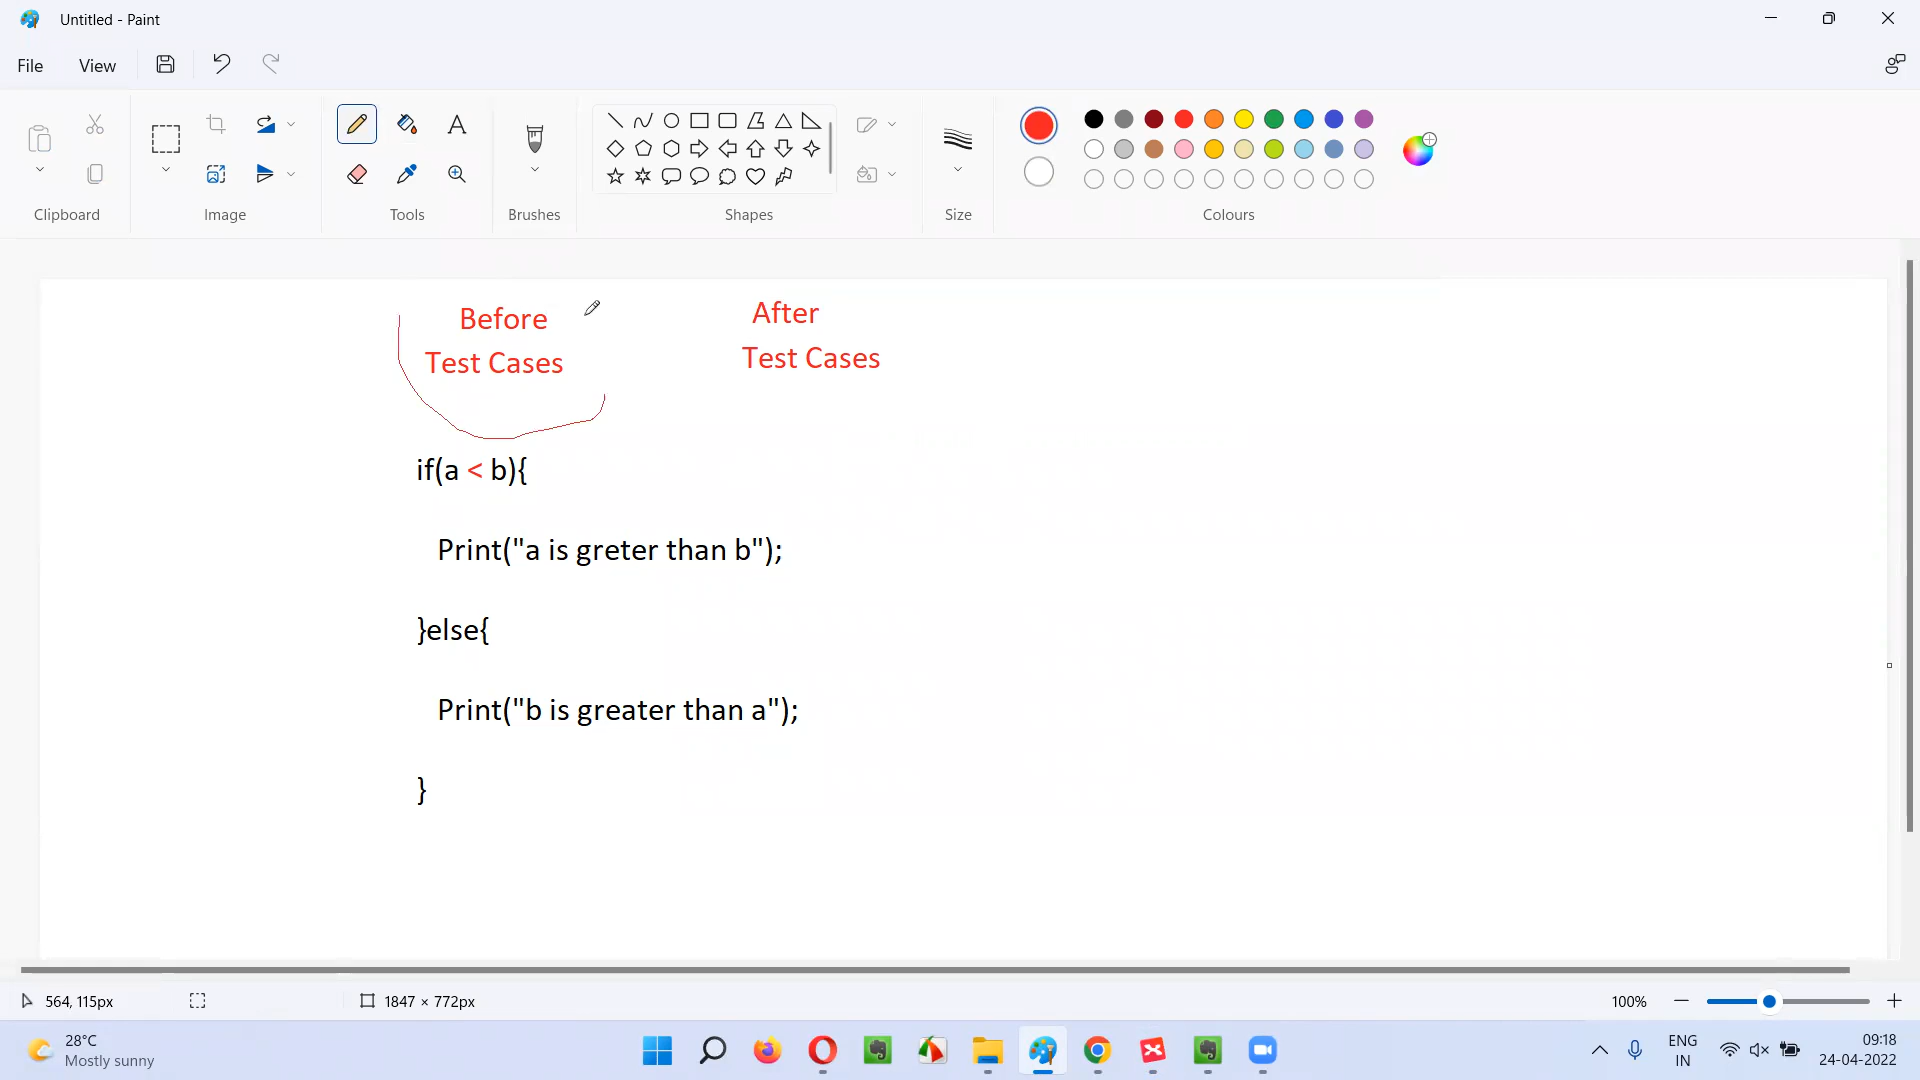 Untitled - Paint
File View
Clipboard Image Tools Brushes Shapes Size Colours
Before
Test Cases
After
Test Cases
if(a < b){
Print("a is greter than b");
}else{
Print("b is greater than a");
}
564, 115px
1847 × 772px
100%
28°C
Mostly sunny
ENG
IN
09:18
24-04-2022